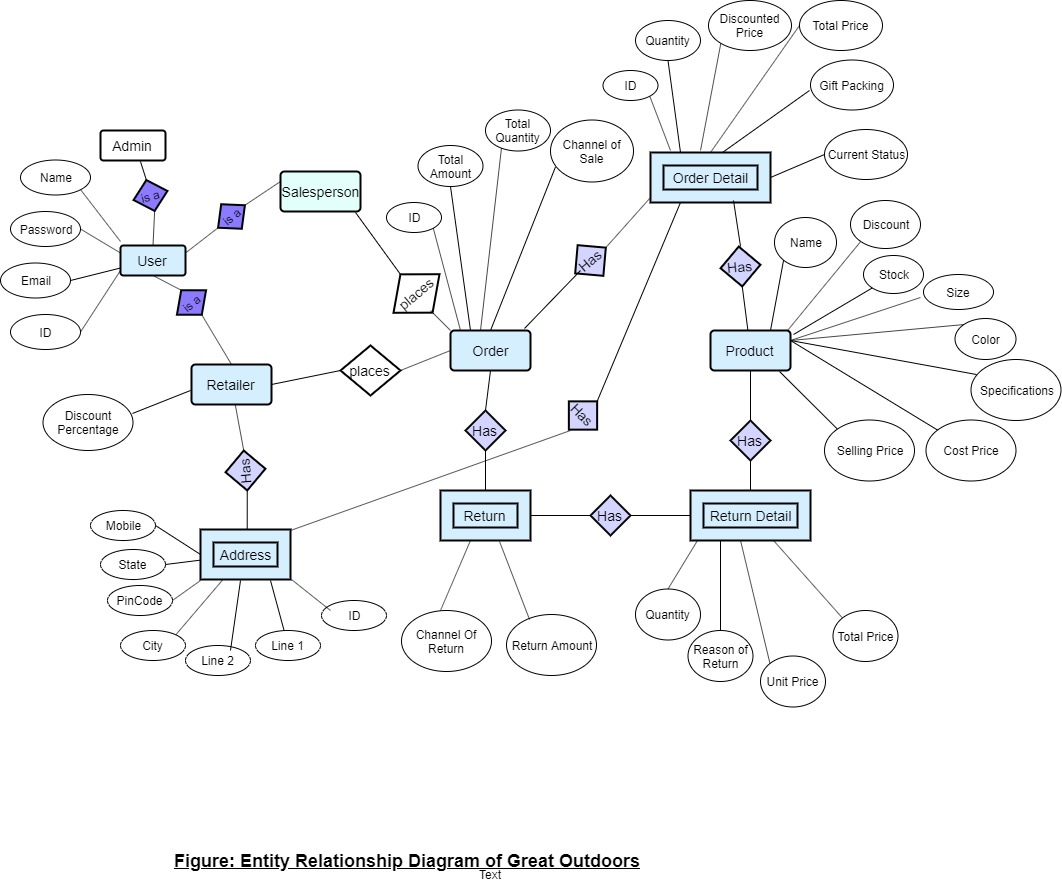 Discounted
Price
Total Price
Quantity
ID
Gift Packing
Total
Quantity
Channel of
Sale
Admin
Current Status
Total
Amount
Name
is a
Salesperson
Order Detail
Password
is a
ID
Discount
Name
User
Has
Has
Email
is a
places
Stock
Size
ID
Order
Product
Color
Retailer
places
Specifications
Discount
Percentage
Has
Has
Has
Selling Price
Cost Price
Has
Mobile
Return
Has
Return Detail
Address
State
PinCode
ID
Quantity
City
Line 2
Line 1
Channel Of
Return
Return Amount
Reason of
Return
Total Price
Unit Price
Figure: Entity Relationship Diagram of Great Outdoors
Text